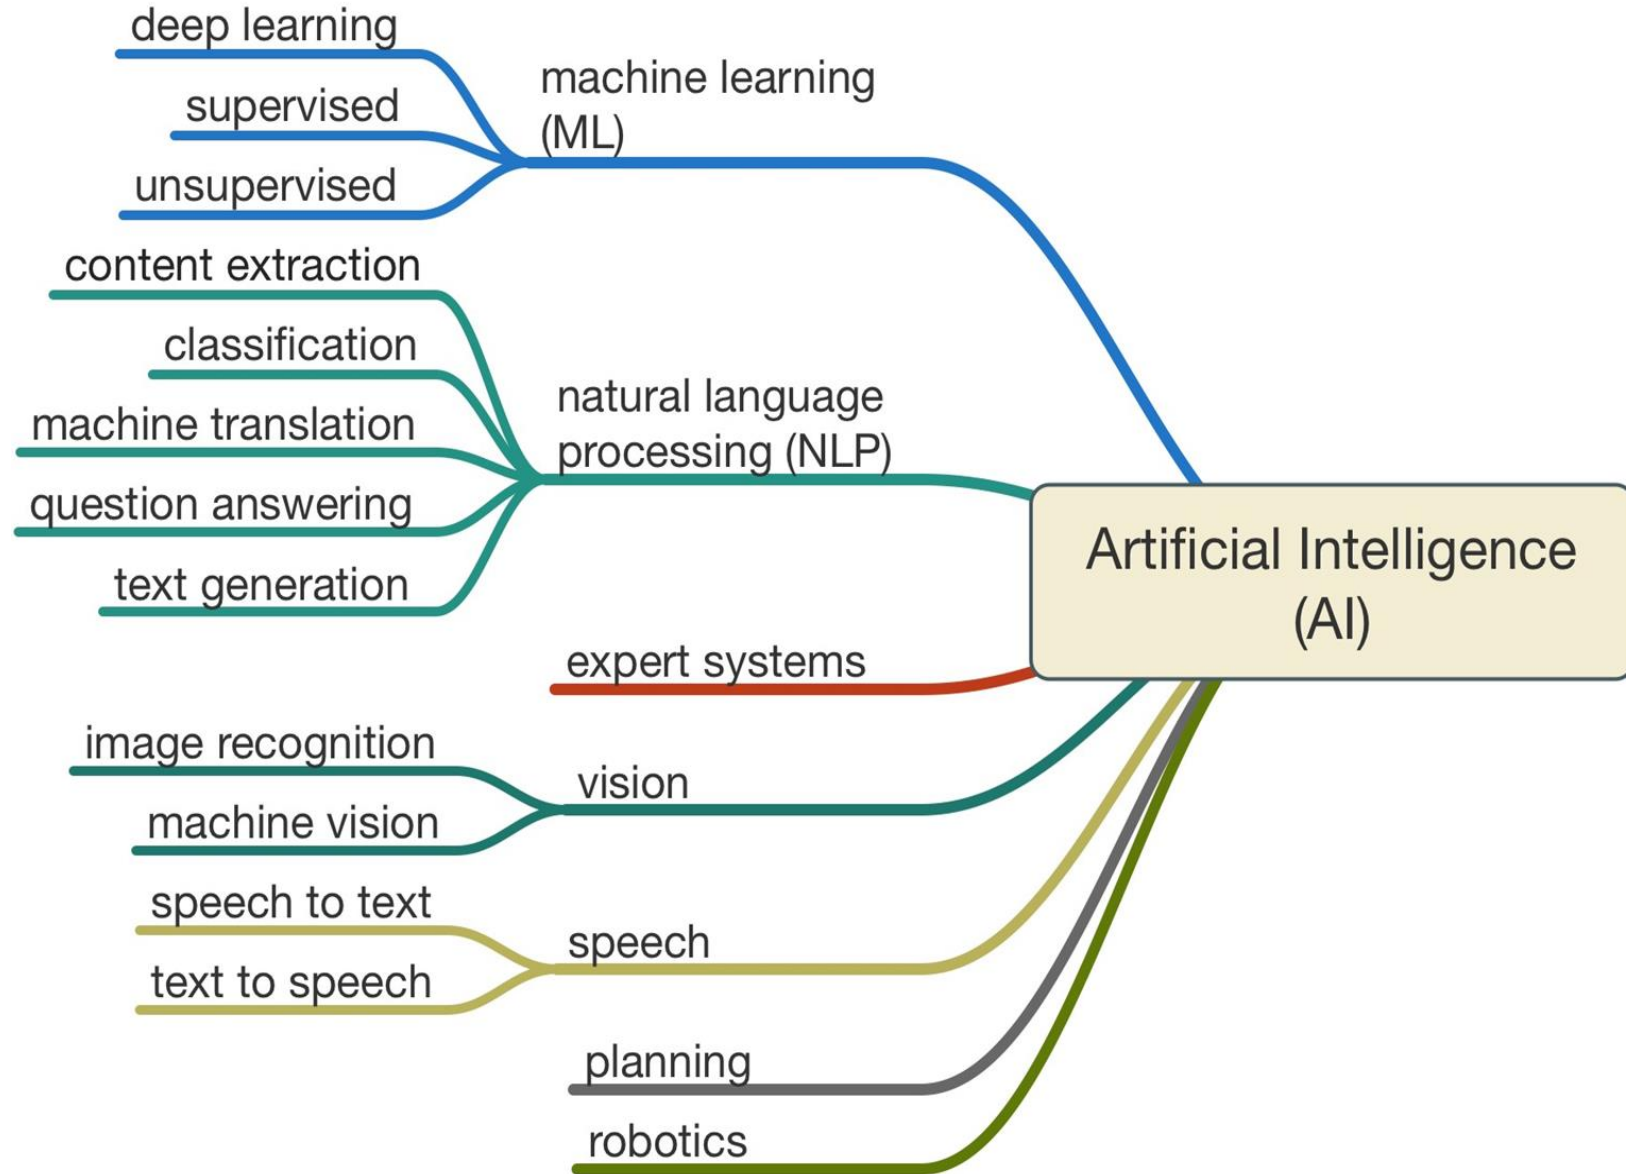 deep learning
supervised
unsupervised
machine learning
(ML)
content extraction
classification
machine translation
question answering
text generation
natural language
processing (NLP)
expert systems
image recognition
machine vision
vision
speech to text
text to speech
speech
planning
robotics
Artificial Intelligence
(AI)